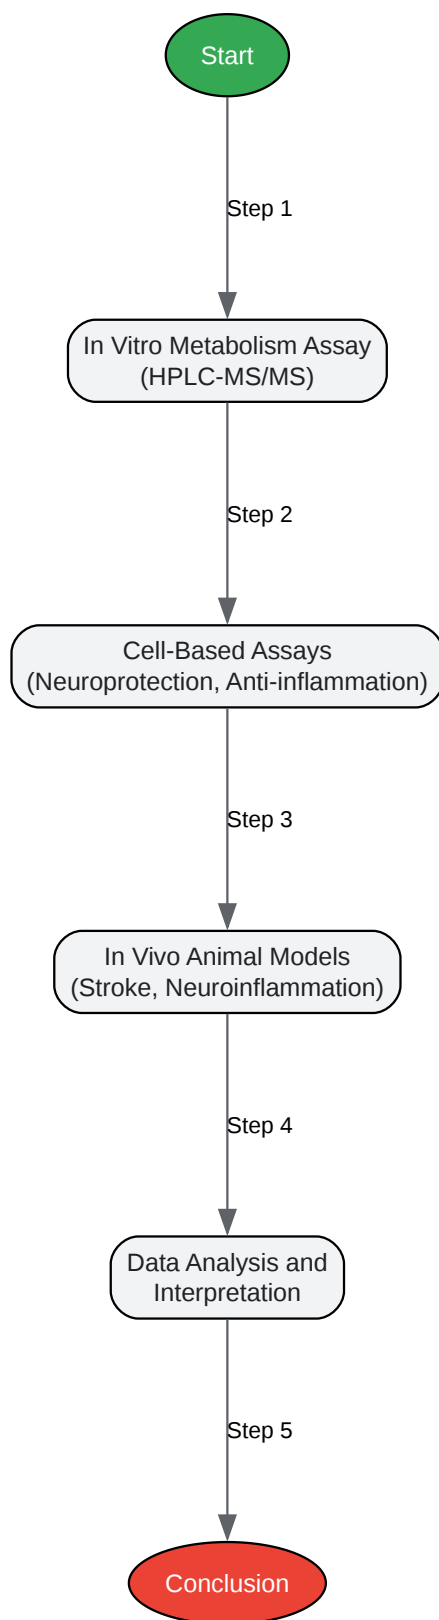 Start
Step 1
In Vitro Metabolism Assay
(HPLC-MS/MS)
Step 2
Cell-Based Assays
(Neuroprotection, Anti-inflammation)
Step 3
In Vivo Animal Models
(Stroke, Neuroinflammation)
Step 4
Data Analysis and
Interpretation
Step 5
Conclusion